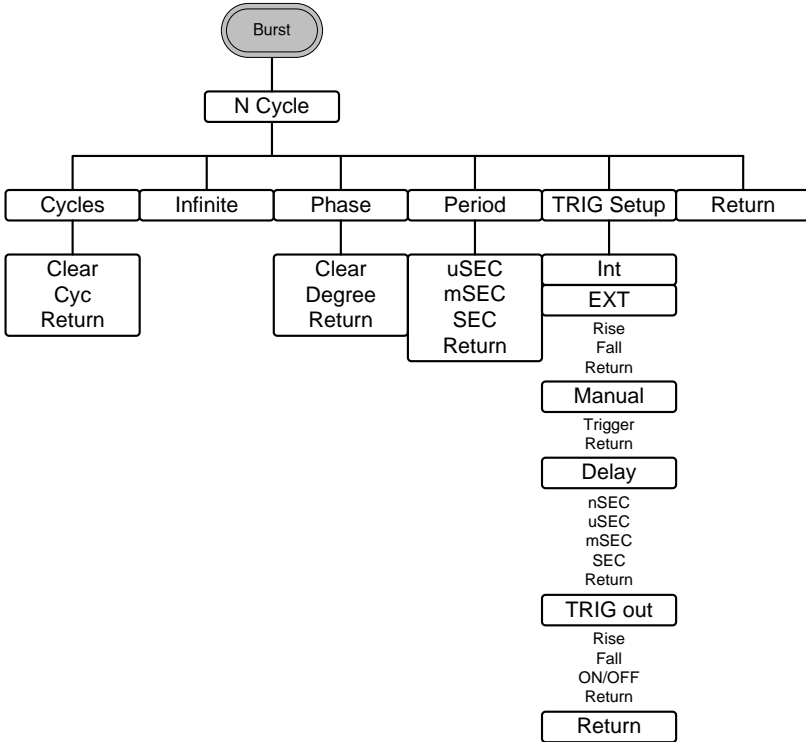 Burst
N Cycle
Cycles
Infinite
Phase
Period
TRIG Setup
Return
Clear
Cyc
Return
Clear
Degree
Return
uSEC
mSEC
SEC
Return
Int
EXT
Rise
Fall
Return
Manual
Trigger
Return
Delay
nSEC
uSEC
mSEC
SEC
Return
TRIG out
Rise
Fall
ON/OFF
Return
Return